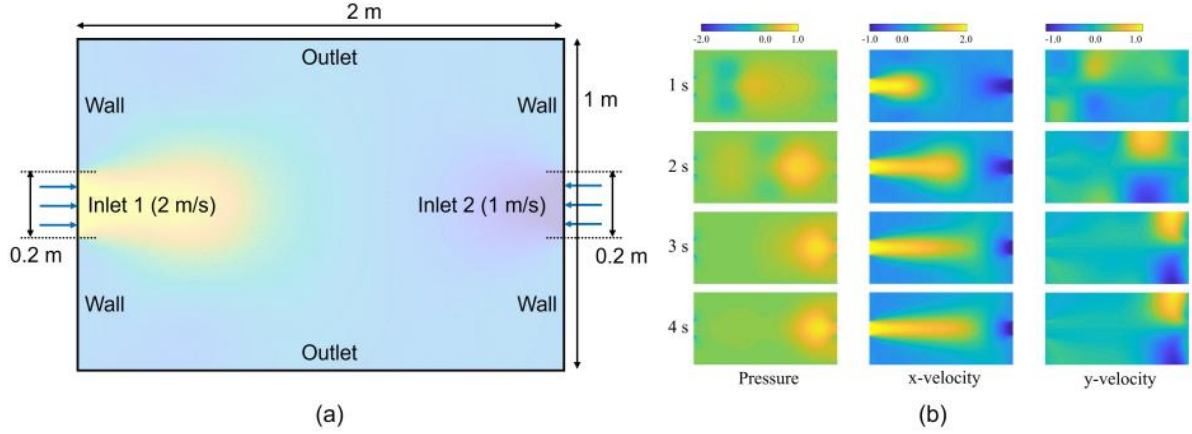 2 m
Outlet
Wall
Wall
1 m
Inlet 1 (2 m/s)
Inlet 2 (1 m/s)
0.2 m
0.2 m
Wall
Wall
Outlet
(a)
-2.0 0.0 1.0
-1.0 0.0 2.0
-1.0 0.0 1.0
1 s
2s
3 s
4 s
Pressure
x-velocity
y-velocity
(b)